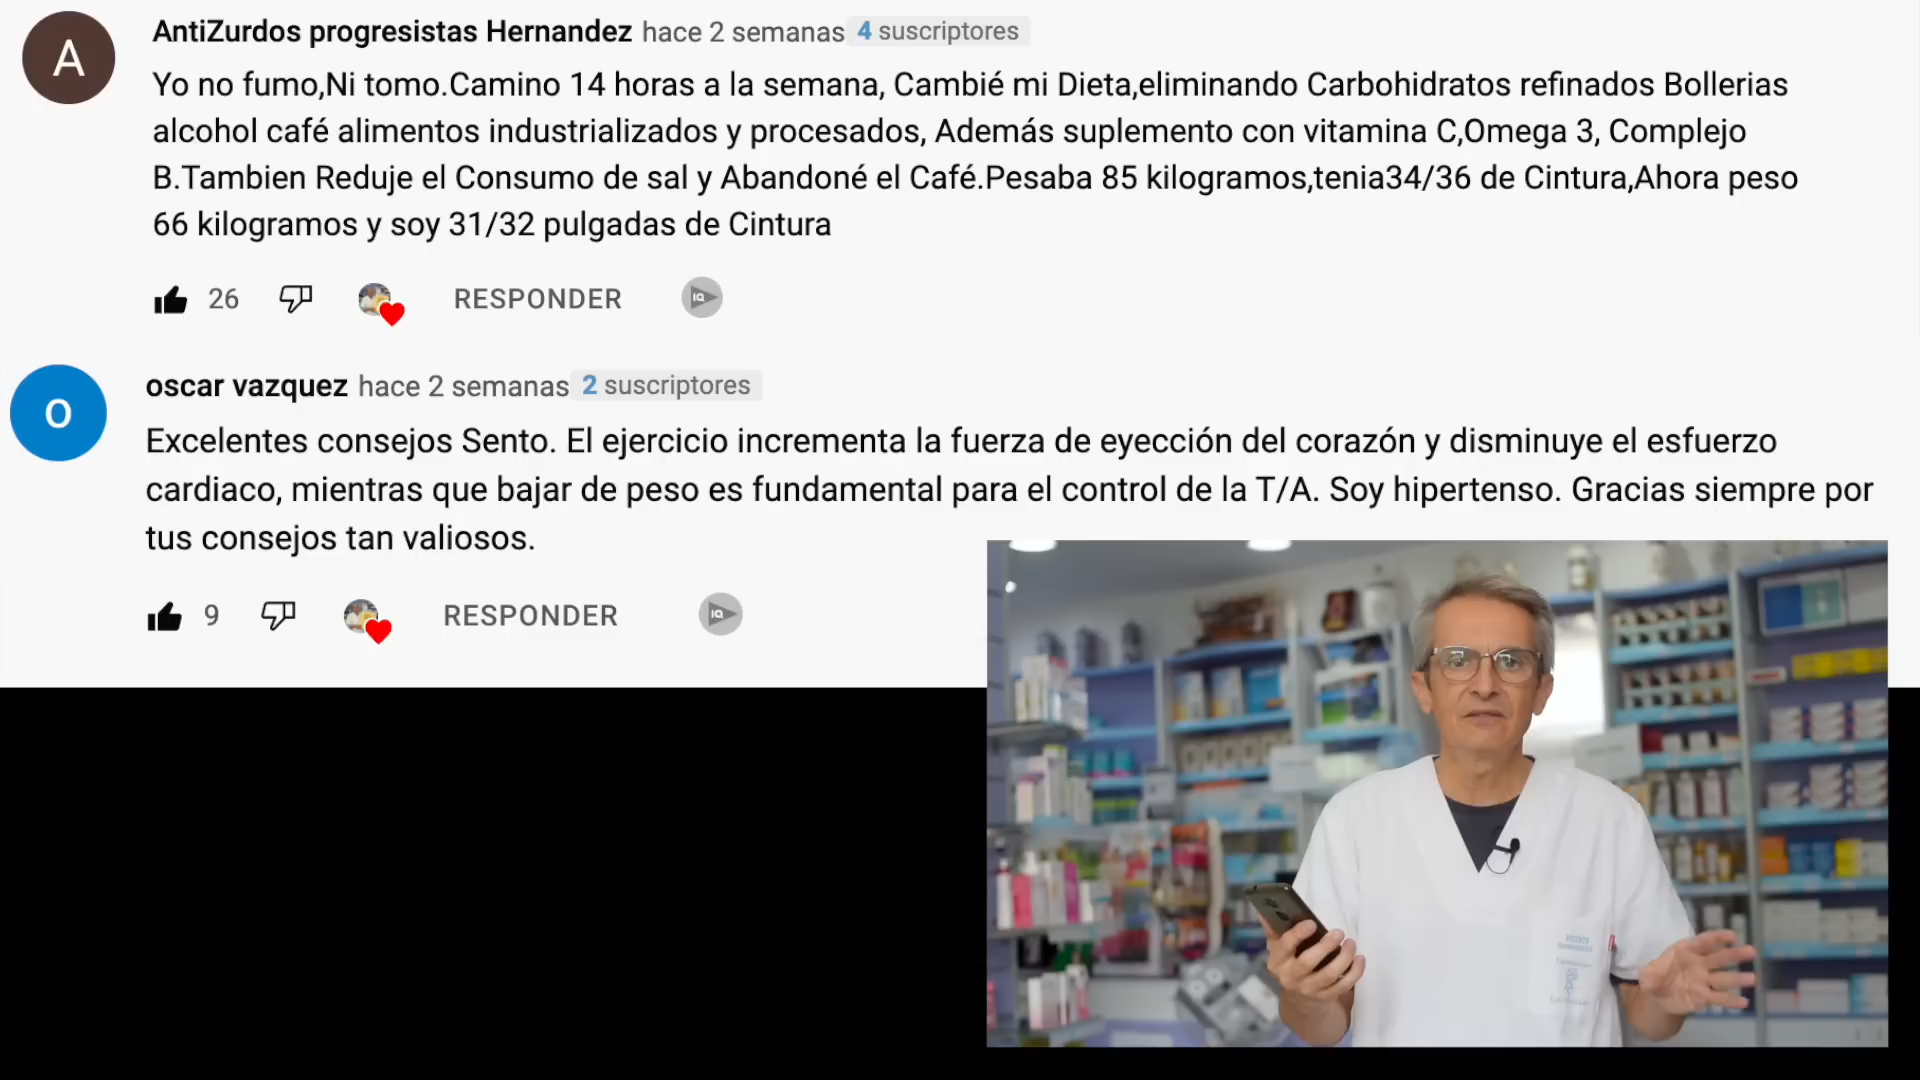 A
AntiZurdos progresistas Hernandez hace 2 semanas 4 suscriptores
Yo no fumo,Ni tomo.Camino 14 horas a la semana, Cambié mi Dieta,eliminando Carbohidratos refinados Bollerias
alcohol café alimentos industrializados y procesados, Además suplemento con vitamina C,Omega 3, Complejo
B.Tambien Reduje el Consumo de sal y Abandoné el Café.Pesaba 85 kilogramos,tenia34/36 de Cintura,Ahora peso
66 kilogramos y soy 31/32 pulgadas de Cintura
26 RESPONDER IQ
O
oscar vazquez hace 2 semanas 2 suscriptores
Excelentes consejos Sento. El ejercicio incrementa la fuerza de eyección del corazón y disminuye el esfuerzo
cardiaco, mientras que bajar de peso es fundamental para el control de la T/A. Soy hipertenso. Gracias siempre por
tus consejos tan valiosos.
9 RESPONDER IQ